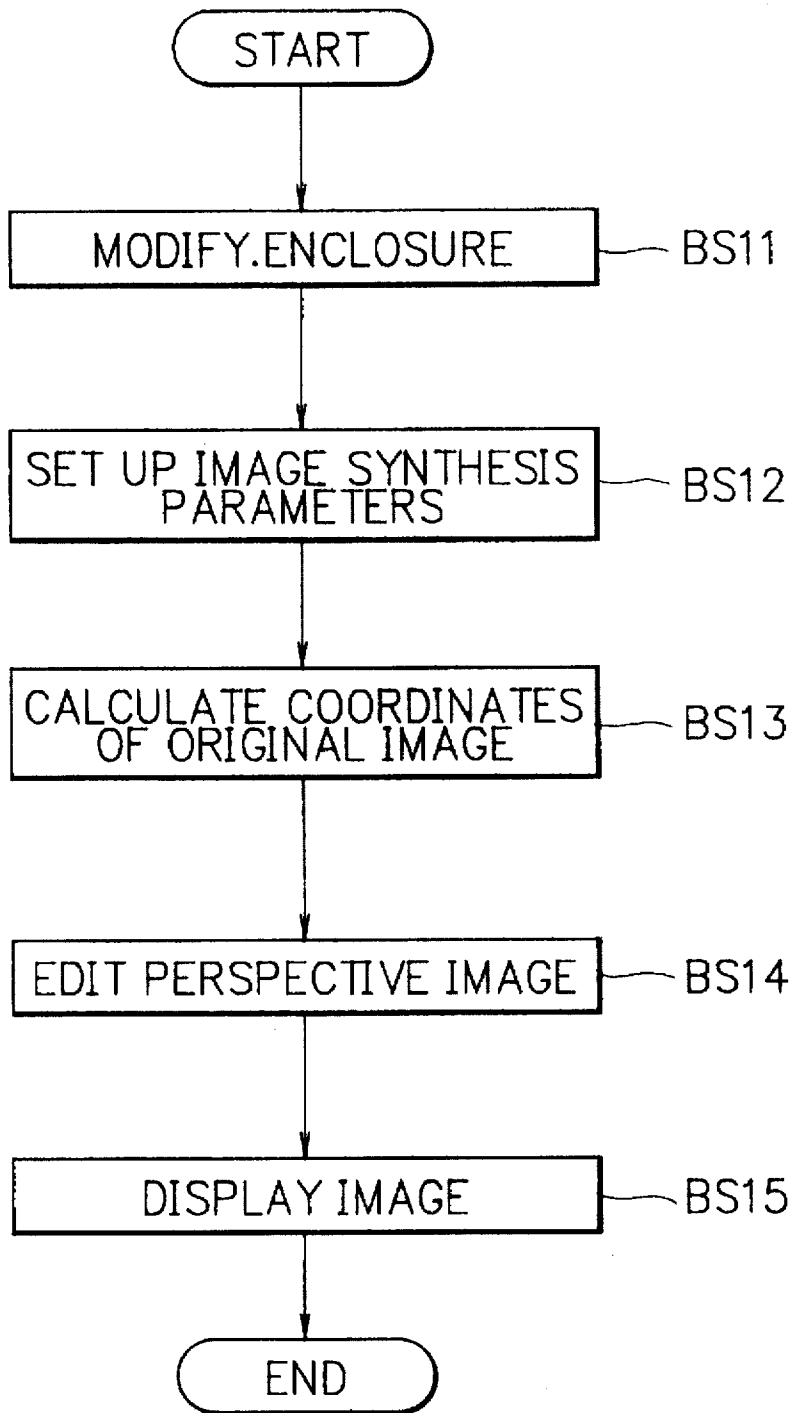 START
MODIFY.ENCLOSURE
BS11
SET UP IMAGE SYNTHESIS
PARAMETERS
BS12
CALCULATE COORDINATES
OF ORIGINAL IMAGE
BS13
EDIT PERSPECTIVE IMAGE
BS14
DISPLAY IMAGE
BS15
END